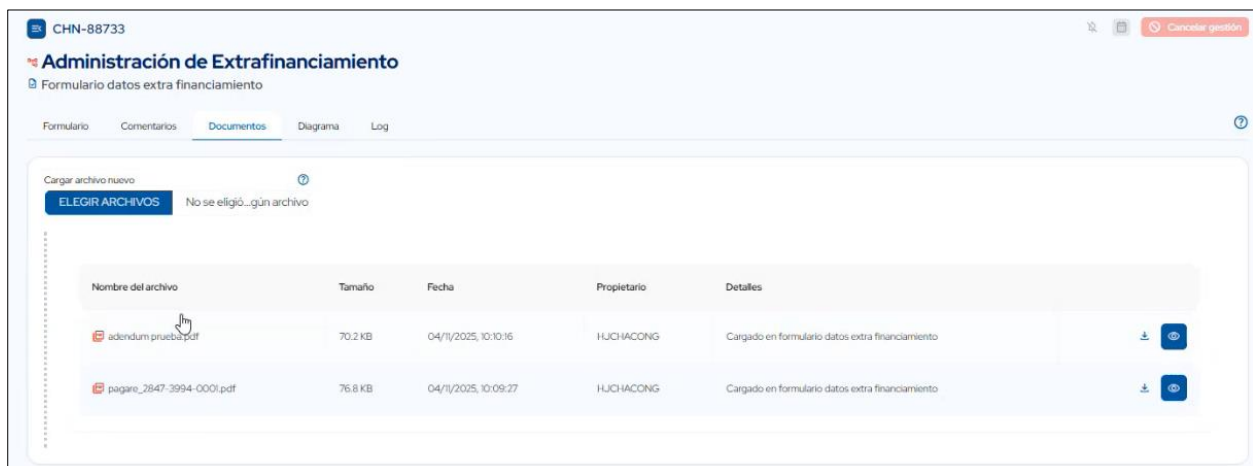 CHN-88733
Cancelar gestión
Administración de Extrafinanciamiento
Formulario datos extra financiamiento
Formulario Comentarios Documentos Diagrama Log
Cargar archivo nuevo
ELEGIR ARCHIVOS No se eligió...gún archivo
Nombre del archivo Tamaño Fecha Propietario Detalles
adendum prueba.pdf 70.2 KB 04/11/2025, 10:10:16 HJCHACONG Cargado en formulario datos extra financiamiento
pagare_2847-3994-0001.pdf 76.8 KB 04/11/2025, 10:09:27 HJCHACONG Cargado en formulario datos extra financiamiento